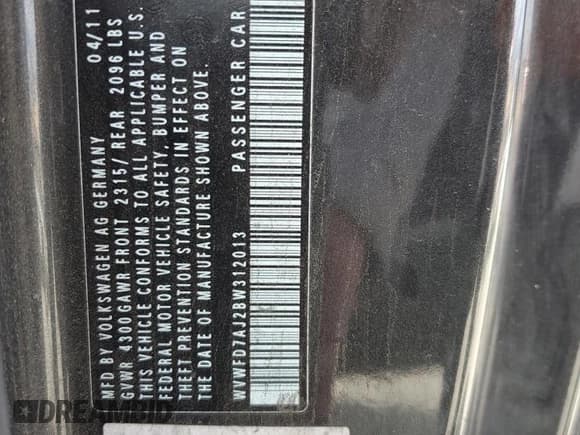 MFD BY VOLKSWAGEN AG GERMANY 04/11
GVWR 4300 GAWR FRONT 2315/ REAR 2096 LBS
THIS VEHICLE CONFORMS TO ALL APPLICABLE U.S.
FEDERAL MOTOR VEHICLE SAFETY, BUMPER AND
THEFT PREVENTION STANDARDS IN EFFECT ON
THE DATE OF MANUFACTURE SHOWN ABOVE.
WVWFD7AJ2BW312013 PASSENGER CAR
DREAMBID